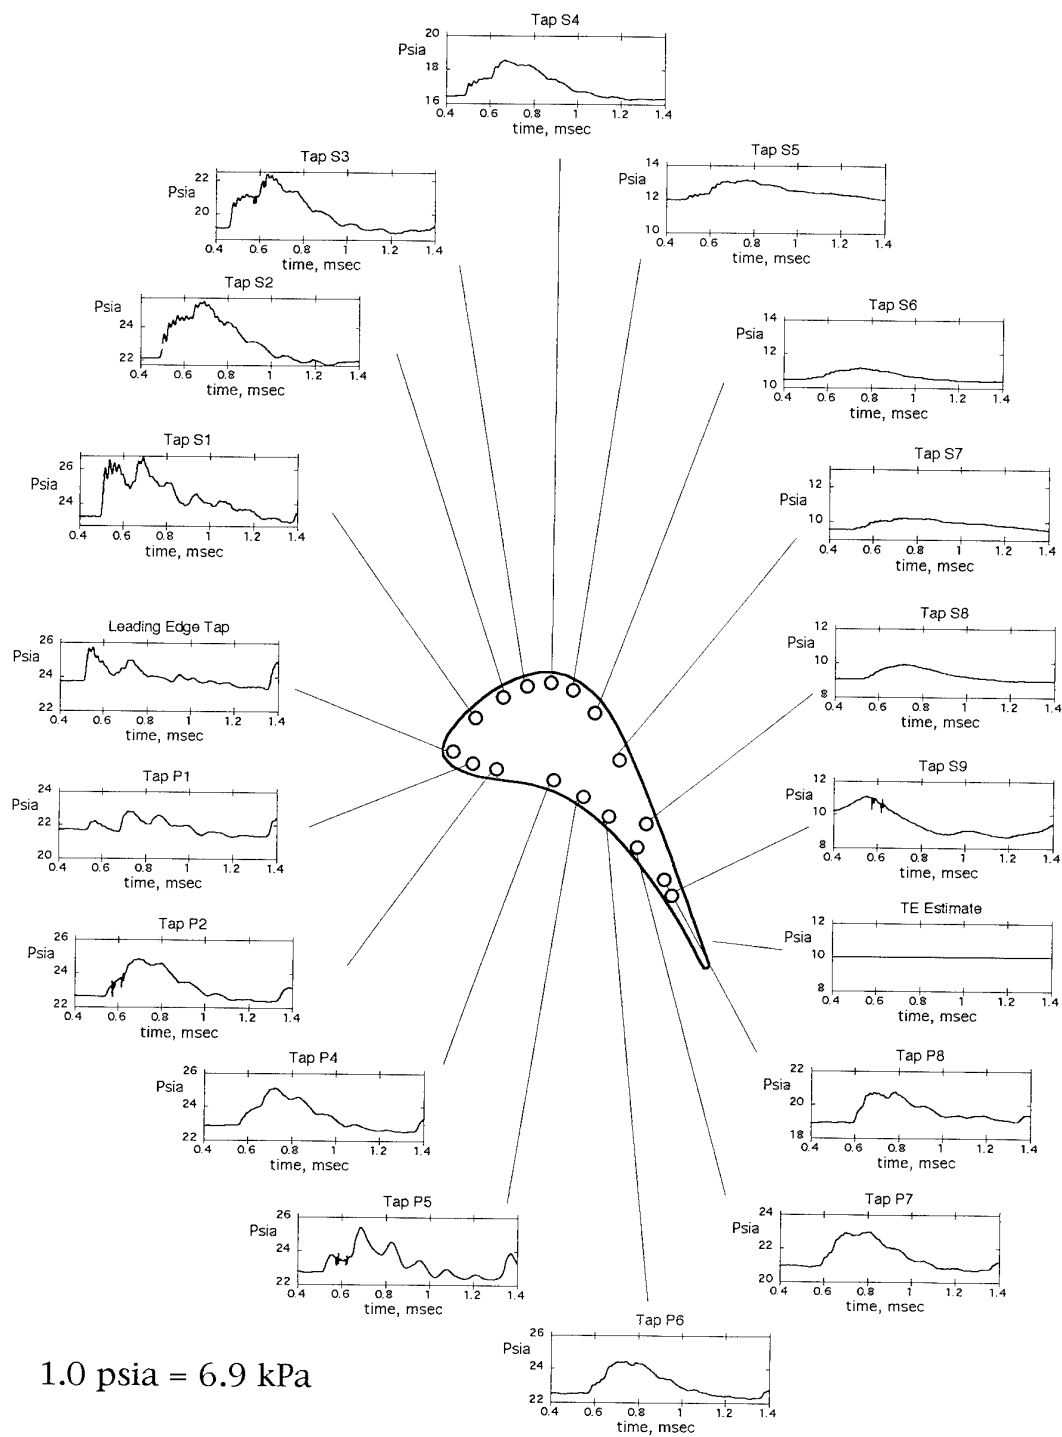 Tap S4
Psia
20
18
16
0.4 0.6 0.8 1 1.2 1.4
time, msec
Tap S3
Psia
22
20
0.4 0.6 0.8 1 1.2 1.4
time, msec
Tap S5
Psia
14
12
10
0.4 0.6 0.8 1 1.2 1.4
time, msec
Tap S2
Psia
24
22
0.4 0.6 0.8 1 1.2 1.4
time, msec
Tap S6
Psia
14
12
10
0.4 0.6 0.8 1 1.2 1.4
time, msec
Tap S1
Psia
26
24
0.4 0.6 0.8 1 1.2 1.4
time, msec
Tap S7
Psia
12
10
0.4 0.6 0.8 1 1.2 1.4
time, msec
Leading Edge Tap
Psia
26
24
22
0.4 0.6 0.8 1 1.2 1.4
time, msec
Tap S8
Psia
12
10
8
0.4 0.6 0.8 1 1.2 1.4
time, msec
Tap P1
Psia
24
22
20
0.4 0.6 0.8 1 1.2 1.4
time, msec
Tap S9
Psia
12
10
8
0.4 0.6 0.8 1 1.2 1.4
time, msec
Tap P2
Psia
26
24
22
0.4 0.6 0.8 1 1.2 1.4
time, msec
TE Estimate
Psia
12
10
8
0.4 0.6 0.8 1 1.2 1.4
time, msec
Tap P4
Psia
26
24
22
0.4 0.6 0.8 1 1.2 1.4
time, msec
Tap P8
Psia
22
20
18
0.4 0.6 0.8 1 1.2 1.4
time, msec
Tap P5
Psia
26
24
22
0.4 0.6 0.8 1 1.2 1.4
time, msec
Tap P7
Psia
24
22
20
0.4 0.6 0.8 1 1.2 1.4
time, msec
Tap P6
Psia
26
24
22
0.4 0.6 0.8 1 1.2 1.4
time, msec
1.0 psia = 6.9 kPa